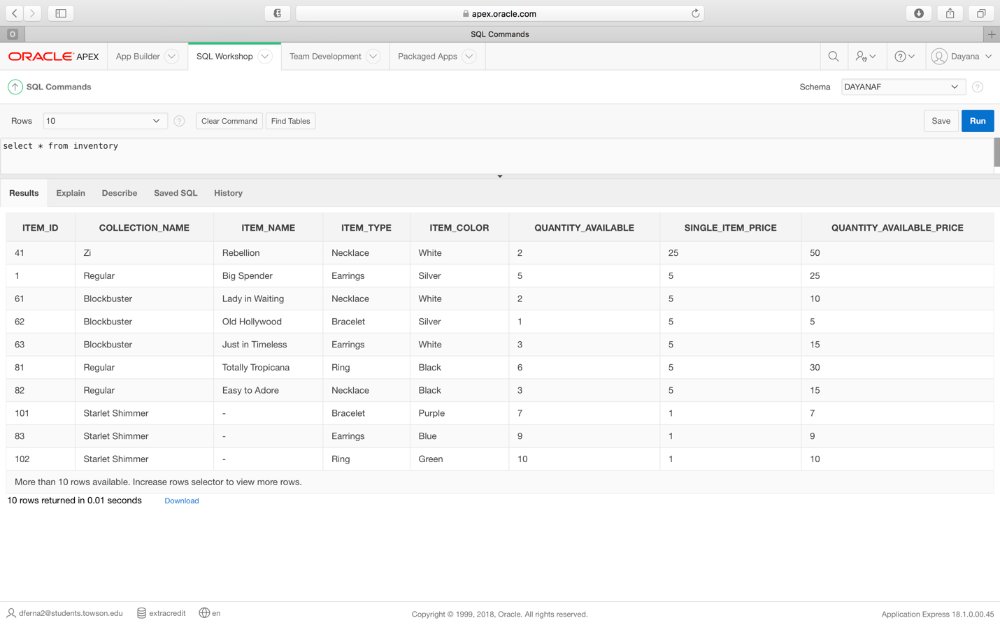 apex.oracle.com
O SQL Commands
ORACLE APEX App Builder SQL Workshop Team Development Packaged Apps Dayana
SQL Commands Schema DAYANAF ?
Rows 10 ? Clear Command Find Tables Save Run
select * from inventory
Results Explain Describe Saved SQL History
ITEM_ID COLLECTION_NAME ITEM_NAME ITEM_TYPE ITEM_COLOR QUANTITY_AVAILABLE SINGLE_ITEM_PRICE QUANTITY_AVAILABLE_PRICE
41 Zi Rebellion Necklace White 2 25 50
1 Regular Big Spender Earrings Silver 5 5 25
61 Blockbuster Lady in Waiting Necklace White 2 5 10
62 Blockbuster Old Hollywood Bracelet Silver 1 5 5
63 Blockbuster Just in Timeless Earrings White 3 5 15
81 Regular Totally Tropicana Ring Black 6 5 30
82 Regular Easy to Adore Necklace Black 3 5 15
101 Starlet Shimmer - Bracelet Purple 7 1 7
83 Starlet Shimmer - Earrings Blue 9 1 9
102 Starlet Shimmer - Ring Green 10 1 10
More than 10 rows available. Increase rows selector to view more rows.
10 rows returned in 0.01 seconds Download
dferna2@students.towson.edu extracredit en Copyright © 1999, 2018, Oracle. All rights reserved. Application Express 18.1.0.00.45